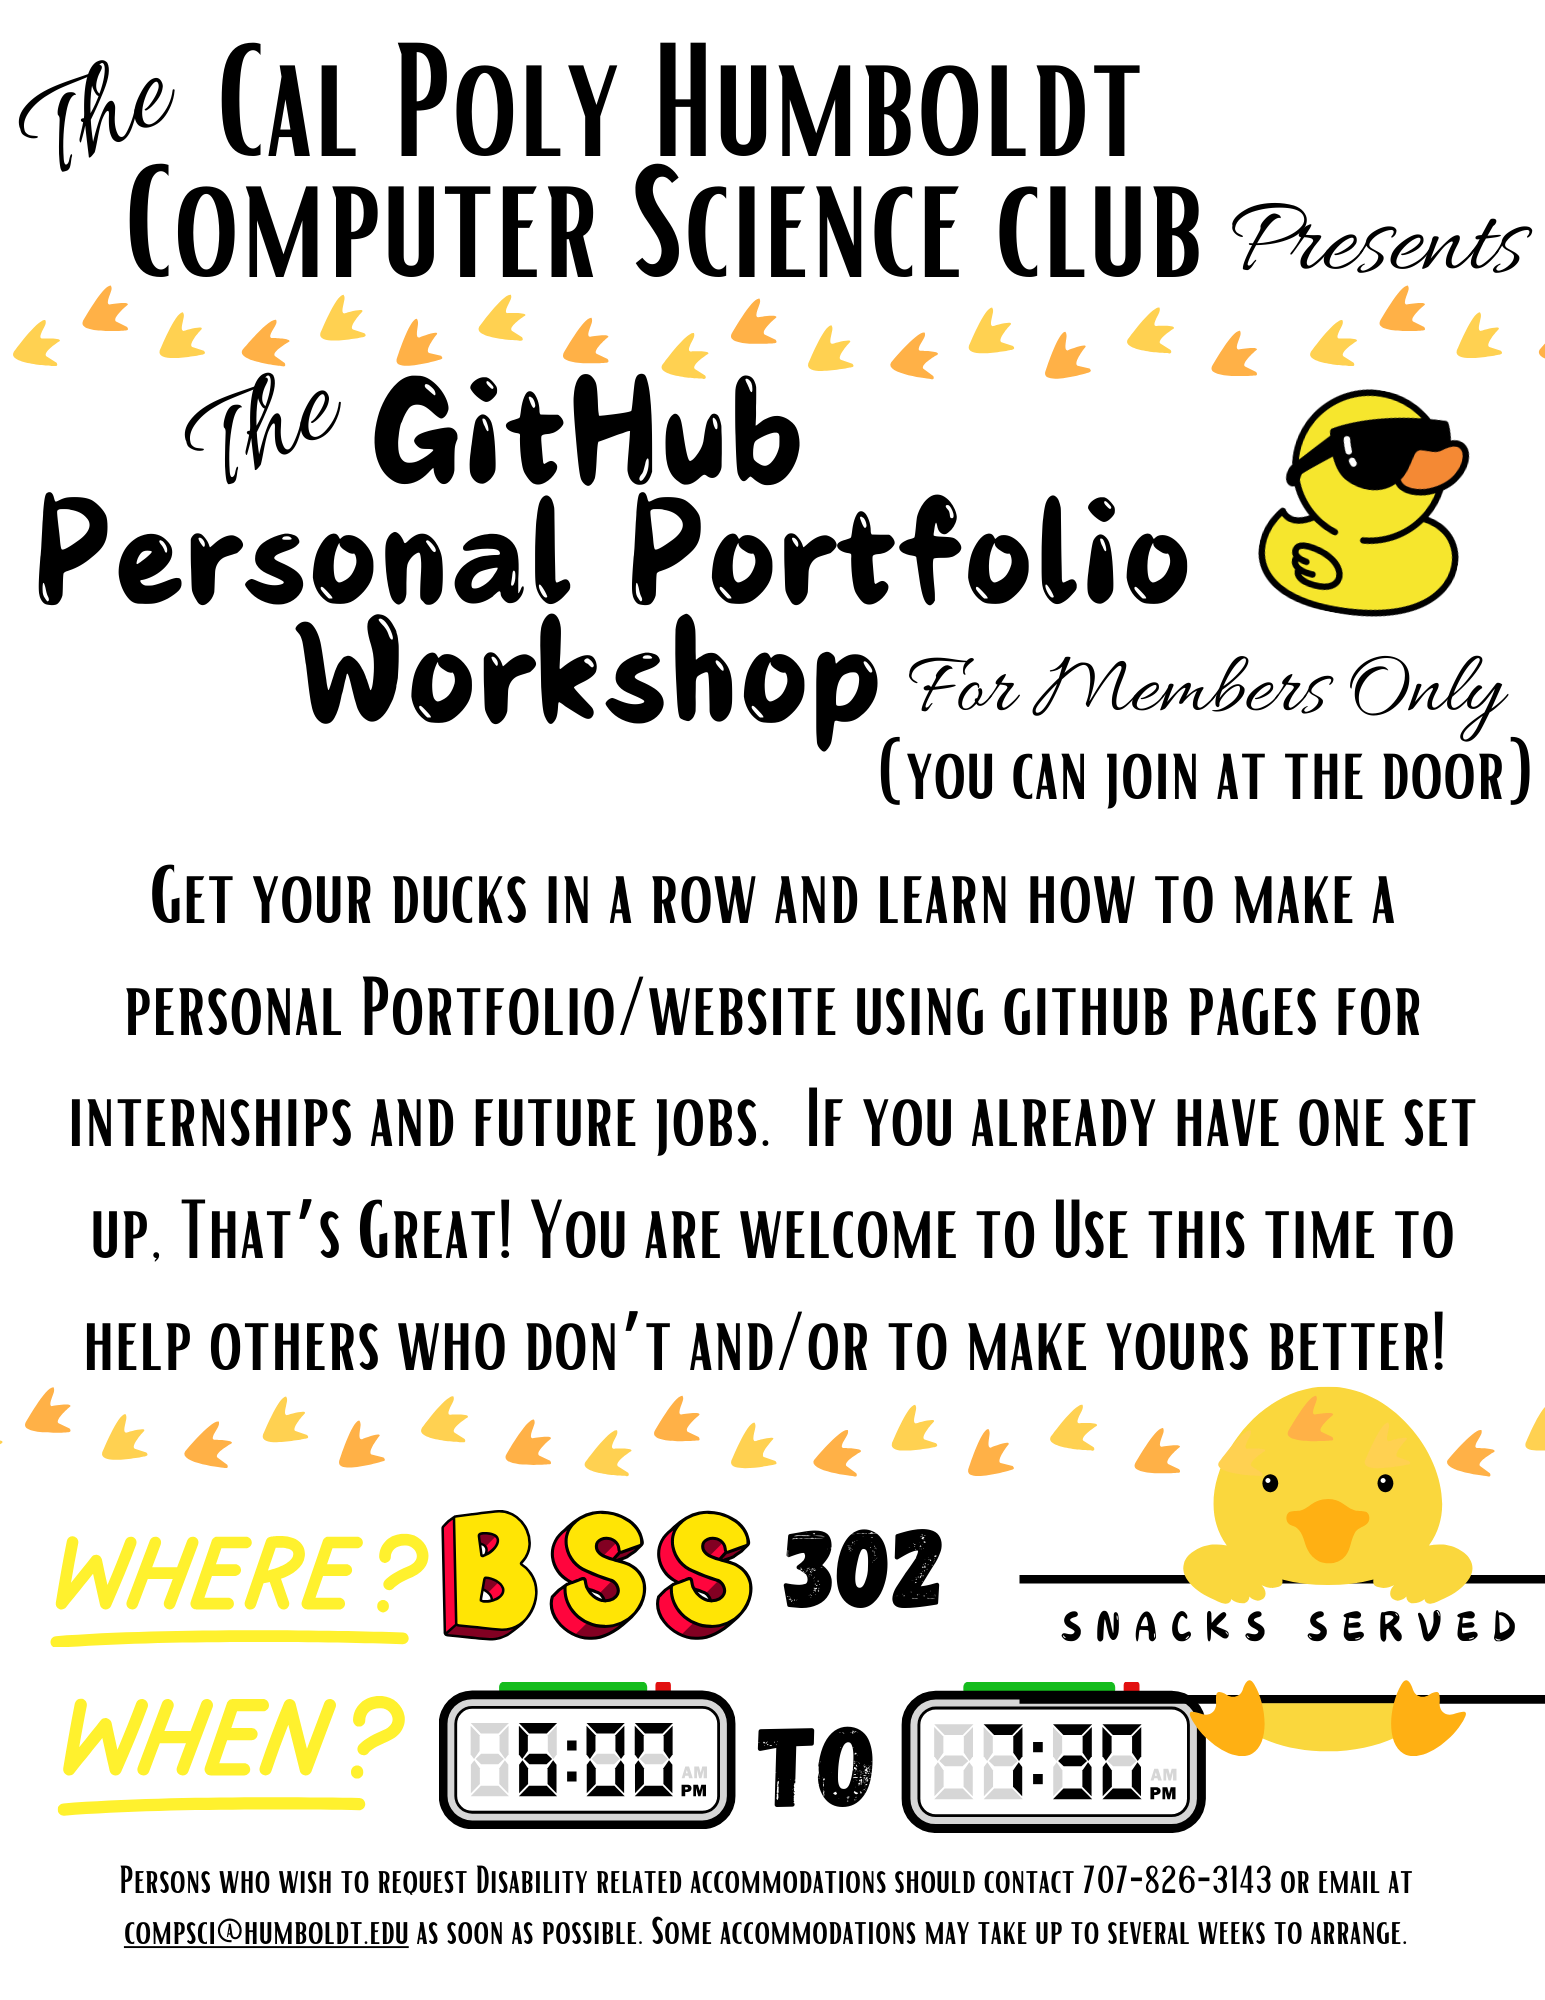 The Cal Poly Humboldt
Computer Science club Presents
The GitHub
Personal Portfolio
Workshop For Members Only
(you can join at the door)
Get your ducks in a row and learn how to make a
personal Portfolio/website using github pages for
internships and future jobs. If you already have one set
up, That's Great! You are welcome to Use this time to
help others who don't and/or to make yours better!
WHERE? BSS 302
SNACKS SERVED
WHEN? 6:00 AM PM TO 7:30 AM PM
Persons who wish to request Disability related accommodations should contact 707-826-3143 or email at
compsci@humboldt.edu as soon as possible. Some accommodations may take up to several weeks to arrange.